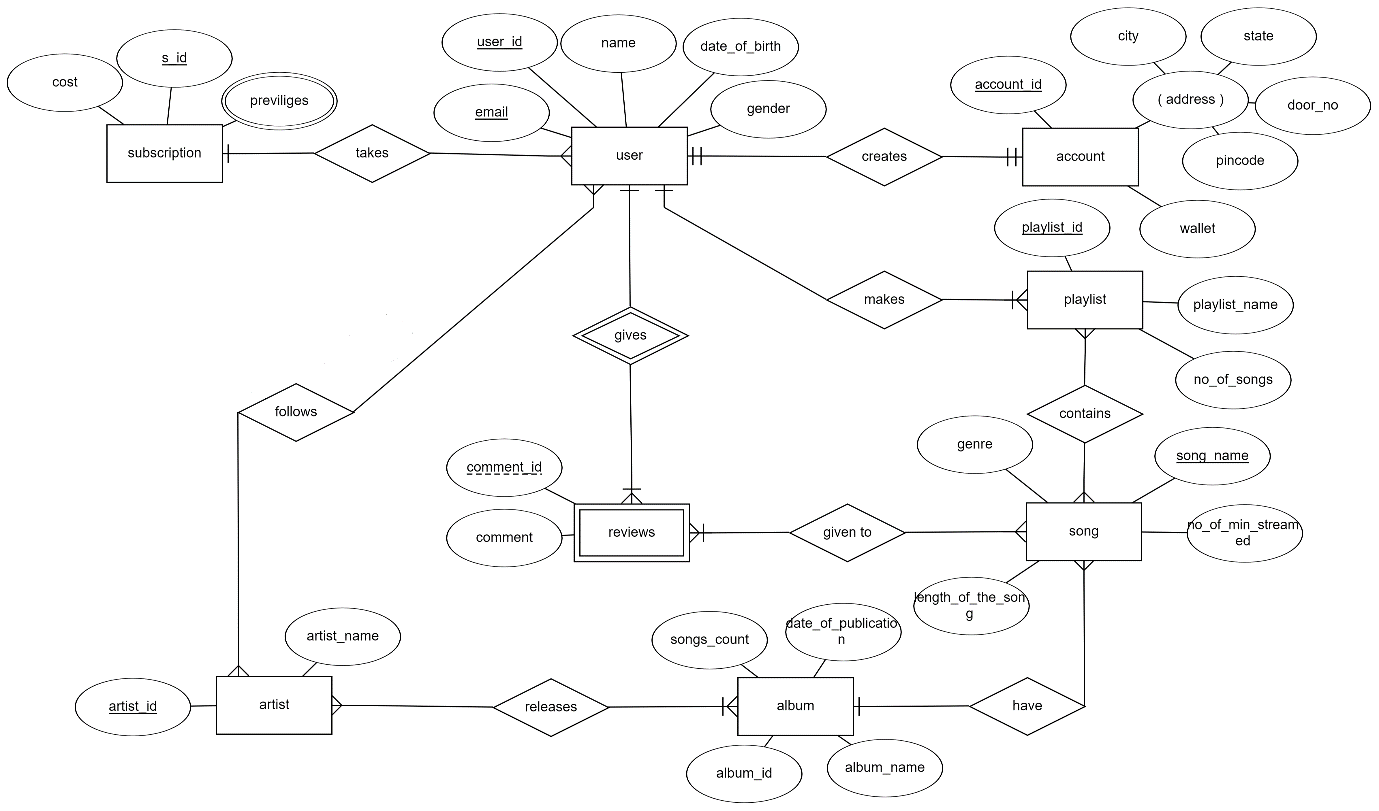 city
state
user_id
name
date_of_birth
s_id
cost
previliges
account_id
( address )
door_no
email
gender
subscription
takes
user
creates
account
pincode
wallet
playlist_id
makes
playlist
playlist_name
gives
no_of_songs
follows
contains
genre
song_name
comment_id
comment
reviews
given to
song
no_of_min_stream
ed
length_of_the_son
g
artist_name
songs_count
date_of_publicatio
n
artist_id
artist
releases
album
have
album_id
album_name